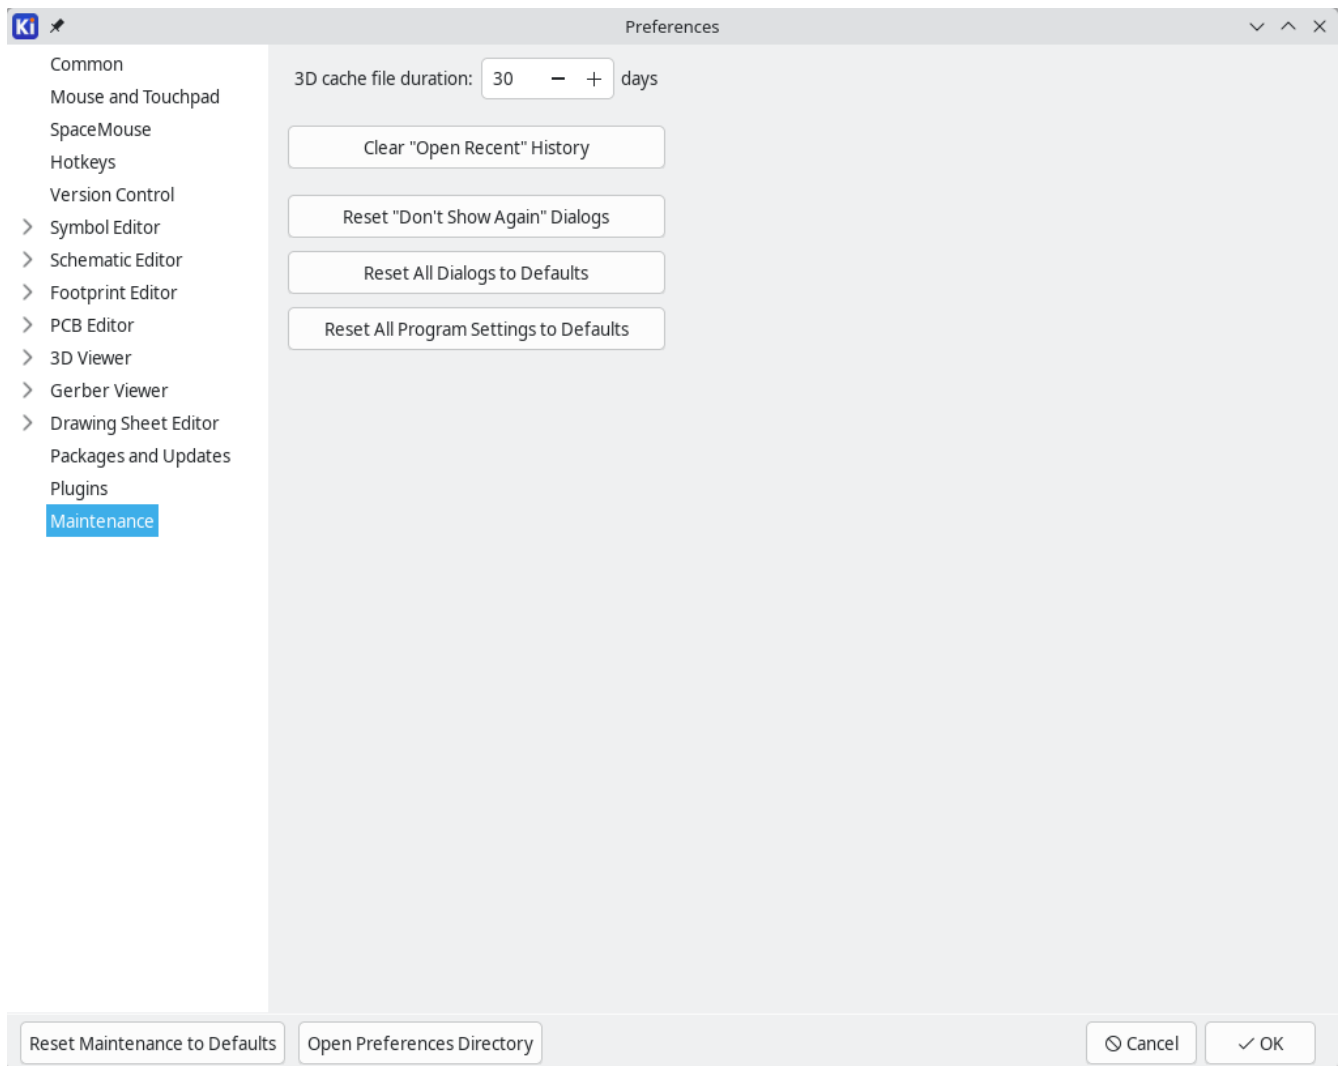 Ki
Preferences
Common
Mouse and Touchpad
SpaceMouse
Hotkeys
Version Control
Symbol Editor
Schematic Editor
Footprint Editor
PCB Editor
3D Viewer
Gerber Viewer
Drawing Sheet Editor
Packages and Updates
Plugins
Maintenance
3D cache file duration: 30 days
Clear "Open Recent" History
Reset "Don't Show Again" Dialogs
Reset All Dialogs to Defaults
Reset All Program Settings to Defaults
Reset Maintenance to Defaults
Open Preferences Directory
Cancel
OK